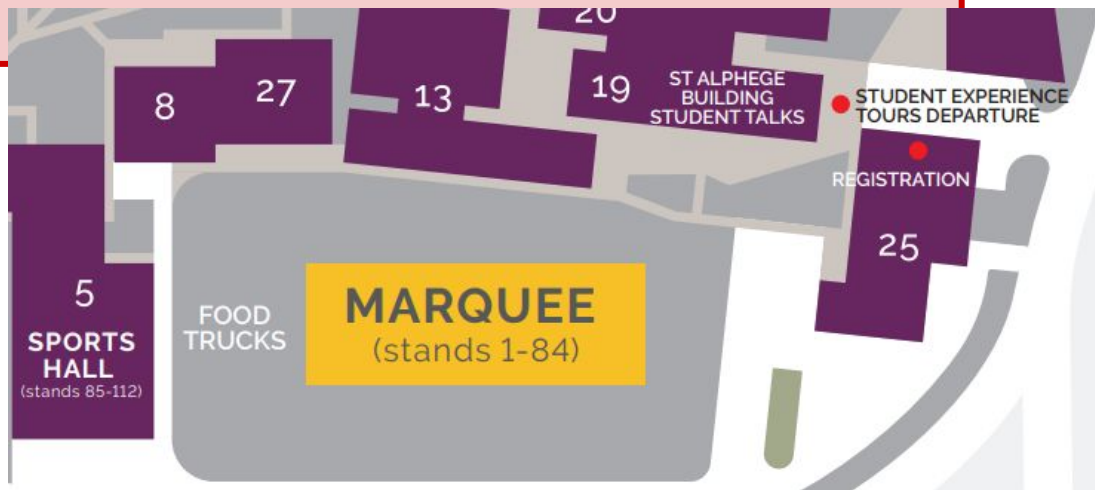 20
8
27
13
19
ST ALPHEGE
BUILDING
STUDENT TALKS
STUDENT EXPERIENCE
TOURS DEPARTURE
REGISTRATION
25
5
SPORTS
HALL
(stands 85-112)
FOOD
TRUCKS
MARQUEE
(stands 1-84)